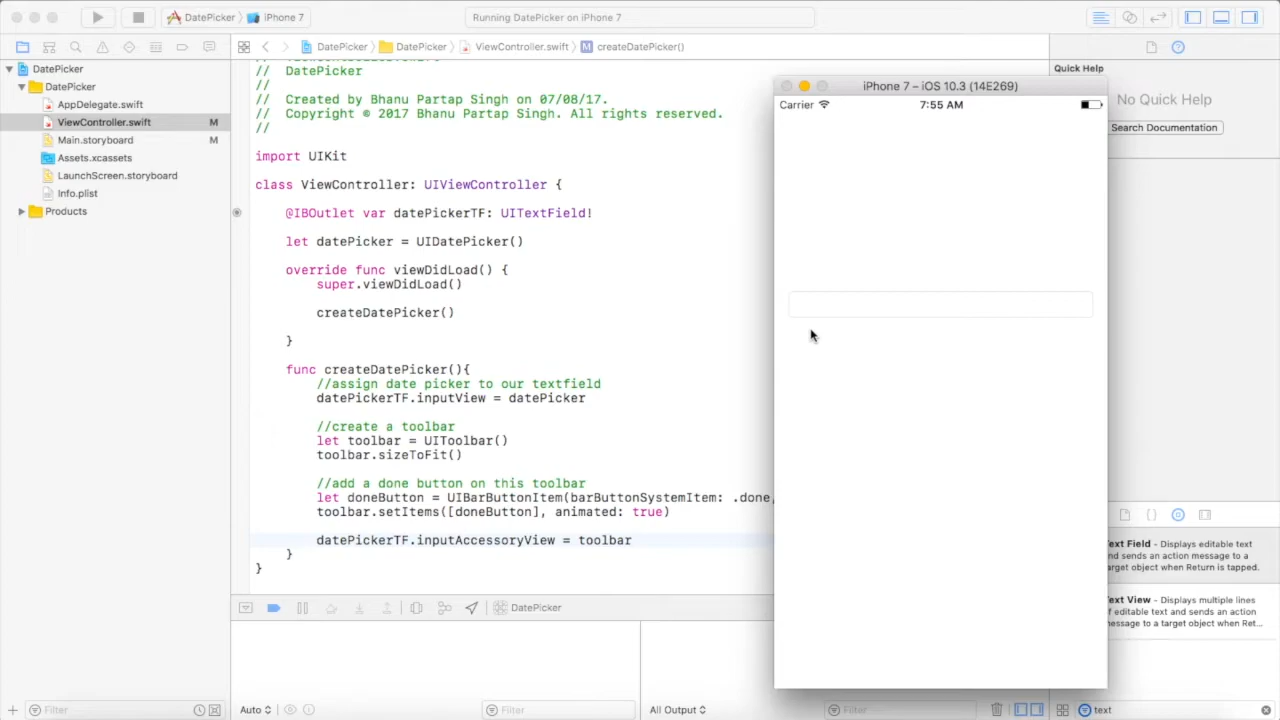 DatePicker
iPhone 7
Running DatePicker on iPhone 7
DatePicker
DatePicker
ViewController.swift
createDatePicker()
DatePicker
DatePicker
AppDelegate.swift
ViewController.swift M
Main.storyboard M
Assets.xcassets
LaunchScreen.storyboard
Info.plist
Products
// DatePicker
//
// Created by Bhanu Partap Singh on 07/08/17.
// Copyright © 2017 Bhanu Partap Singh. All rights reserved.
//
import UIKit
class ViewController: UIViewController {
@IBOutlet var datePickerTF: UITextField!
let datePicker = UIDatePicker()
override func viewDidLoad() {
super.viewDidLoad()
createDatePicker()
}
func createDatePicker(){
//assign date picker to our textfield
datePickerTF.inputView = datePicker
//create a toolbar
let toolbar = UIToolbar()
toolbar.sizeToFit()
//add a done button on this toolbar
let doneButton = UIBarButtonItem(barButtonSystemItem: .done,
toolbar.setItems([doneButton], animated: true)
datePickerTF.inputAccessoryView = toolbar
}
}
DatePicker
iPhone 7 – iOS 10.3 (14E269)
Carrier 7:55 AM
Quick Help
No Quick Help
Search Documentation
ext Field - Displays editable text
nd sends an action message to a
arget object when Return is tapped.
ext View - Displays multiple lines
f editable text and sends an action
message to a target object when Ret...
Filter
Auto
Filter
All Output
Filter
text